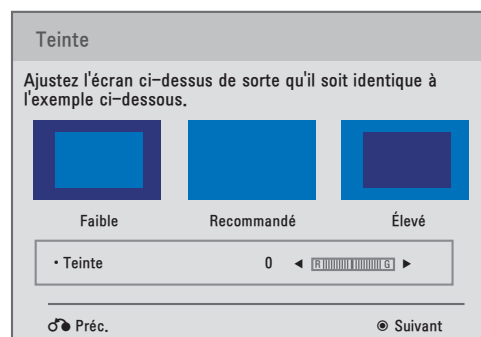 Teinte
Ajustez l'écran ci-dessus de sorte qu'il soit identique à
l'exemple ci-dessous.
Faible Recommandé Élevé
• Teinte 0 ◄ R G ►
Préc. ◉ Suivant